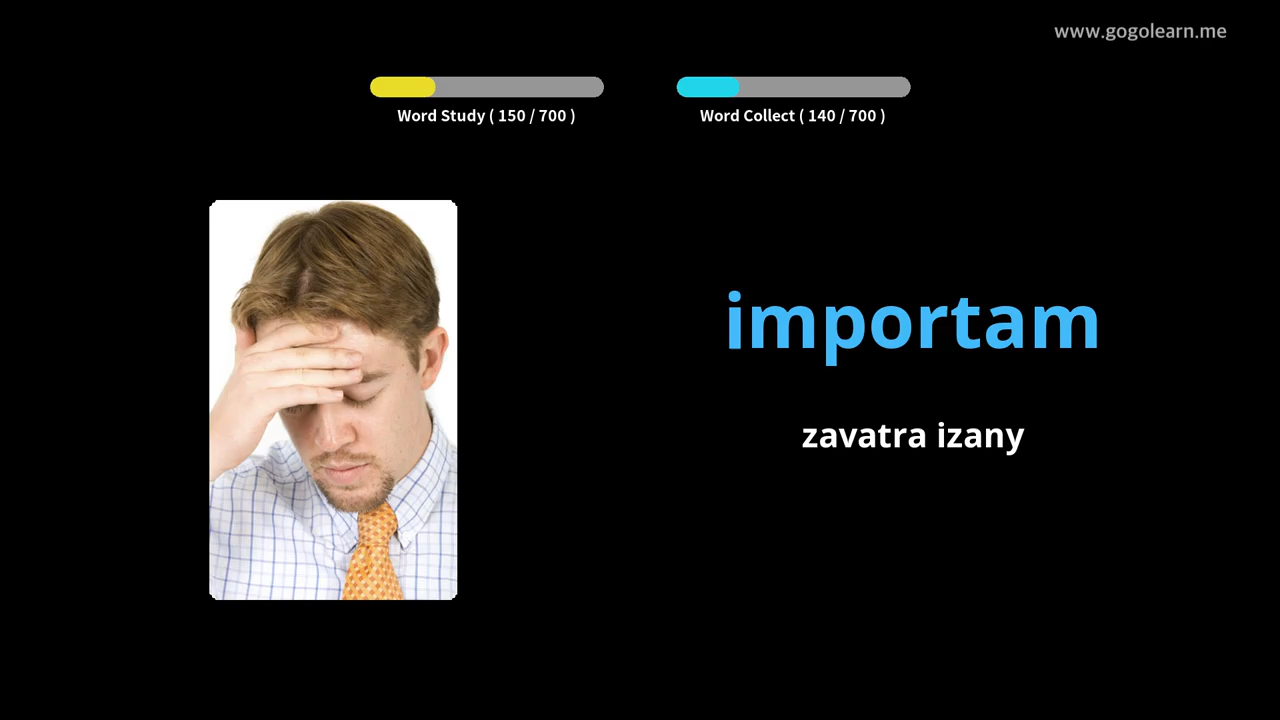 www.gogolearn.me
Word Study ( 150 / 700 )
Word Collect ( 140 / 700 )
importam
zavatra izany